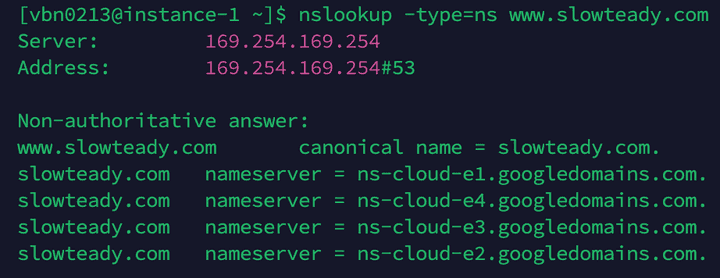 [vbn0213@instance-1 ~]$ nslookup -type=ns www.slowteady.com
Server: 169.254.169.254
Address: 169.254.169.254#53
Non-authoritative answer:
www.slowteady.com canonical name = slowteady.com.
slowteady.com nameserver = ns-cloud-e1.googledomains.com.
slowteady.com nameserver = ns-cloud-e4.googledomains.com.
slowteady.com nameserver = ns-cloud-e3.googledomains.com.
slowteady.com nameserver = ns-cloud-e2.googledomains.com.